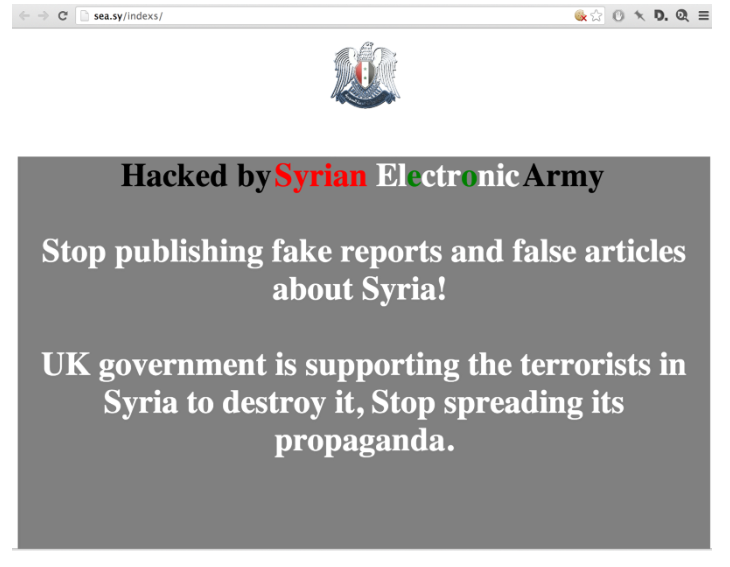 sea.sy/indexs/
Hacked by Syrian Electronic Army
Stop publishing fake reports and false articles
about Syria!
UK government is supporting the terrorists in
Syria to destroy it, Stop spreading its
propaganda.